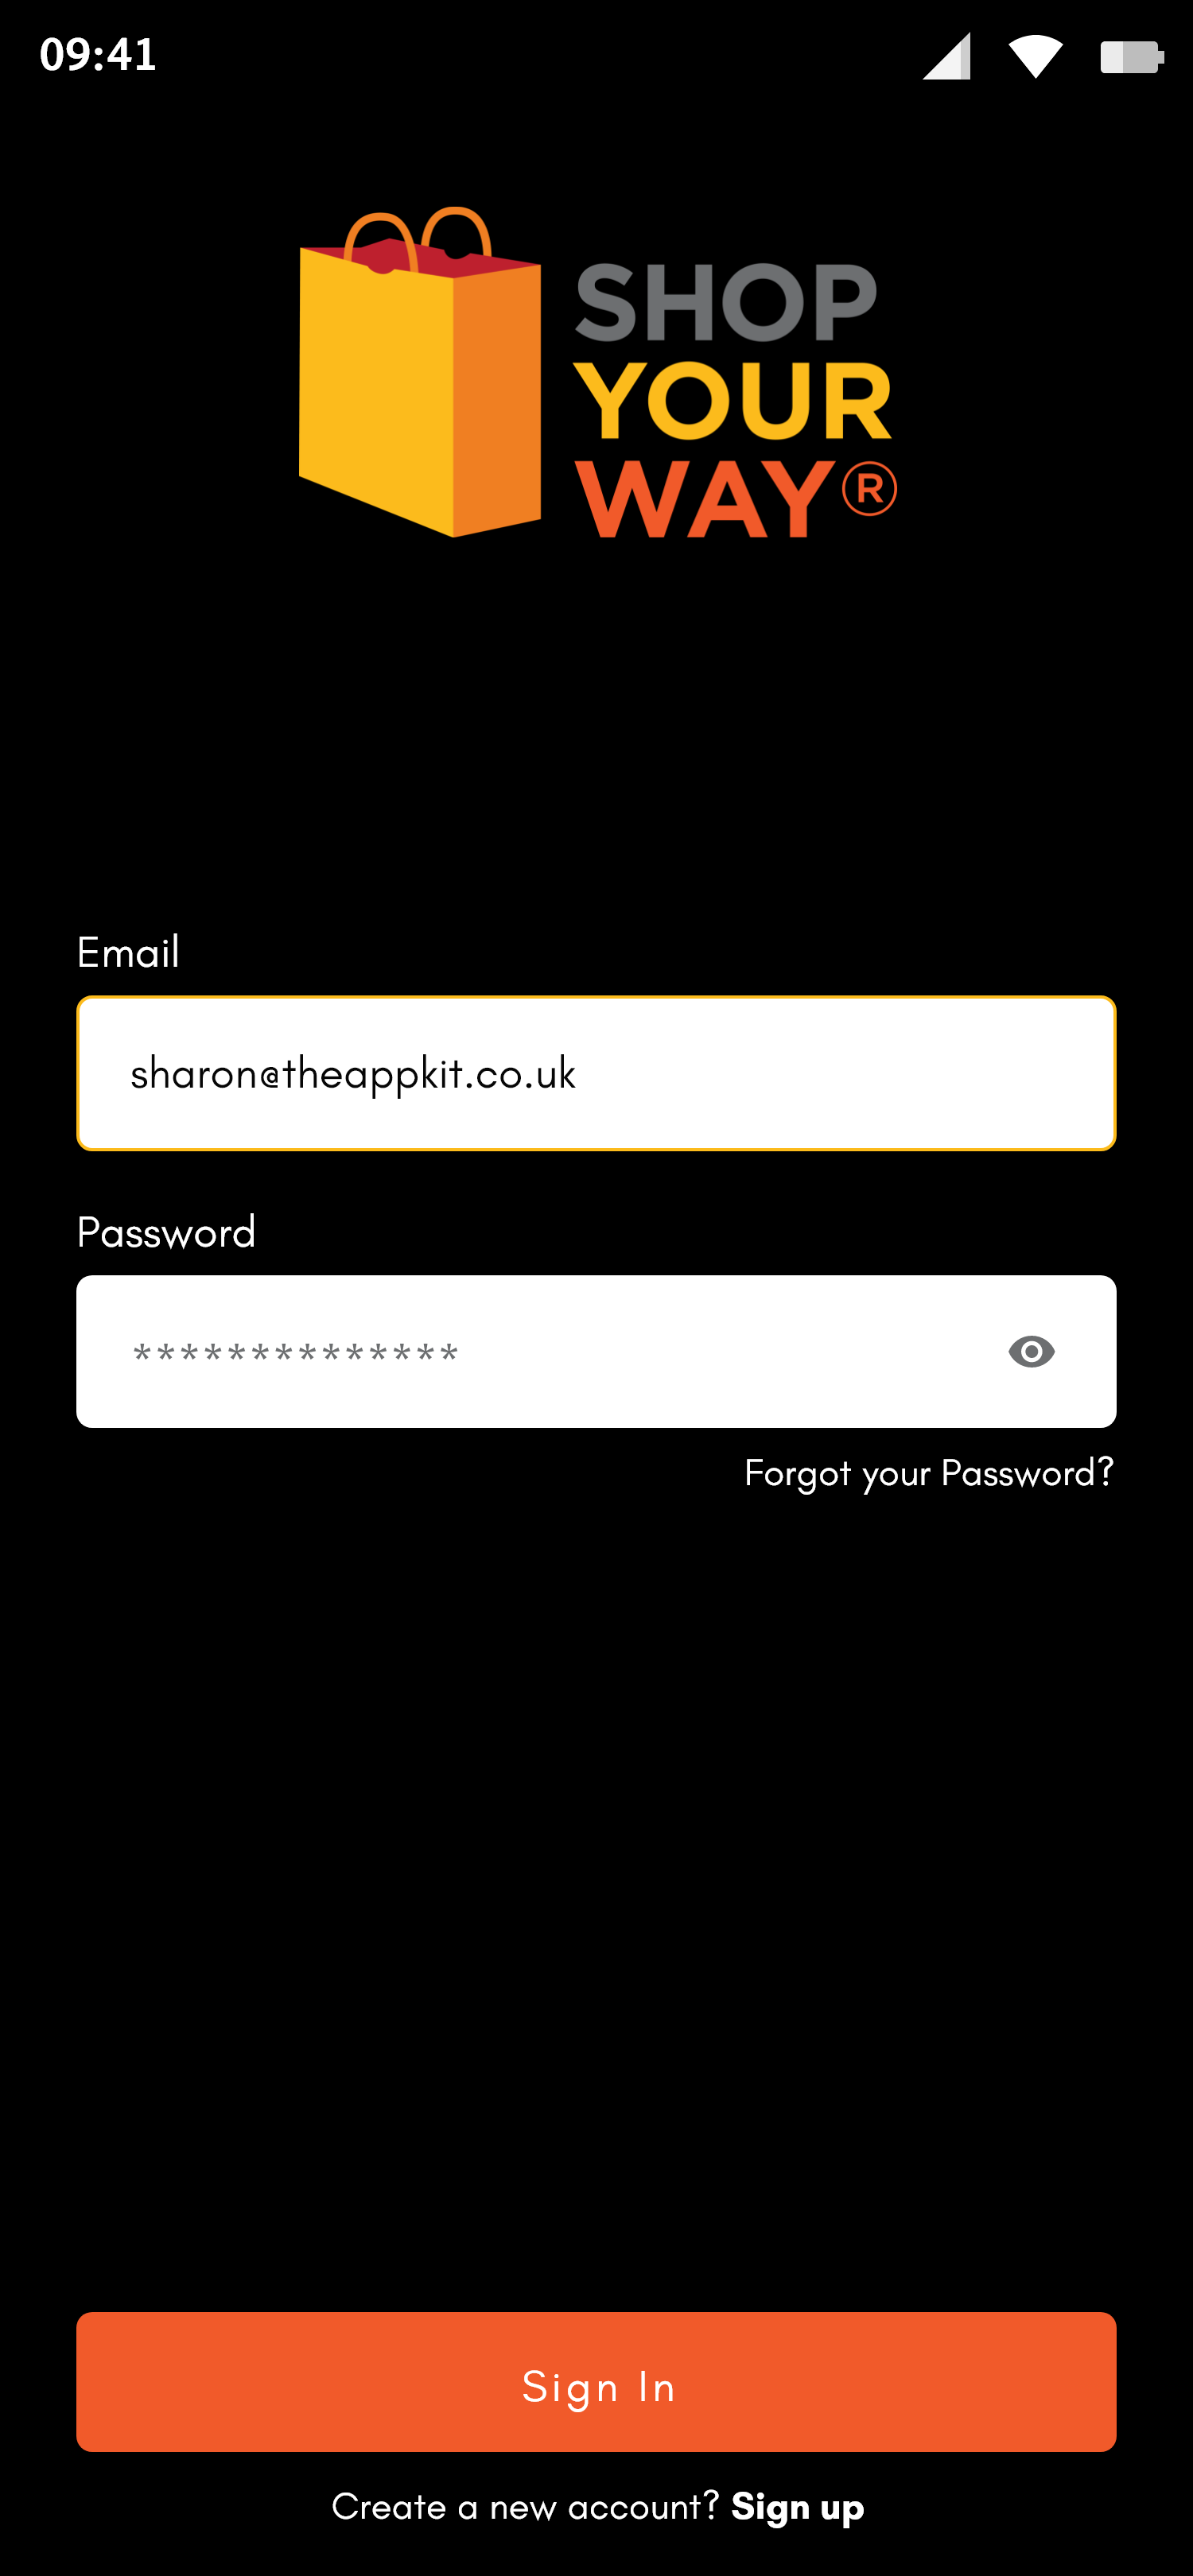 09:41
SHOP
YOUR
WAY®
Email
sharon@theappkit.co.uk
Password
**************
Forgot your Password?
Sign In
Create a new account? Sign up